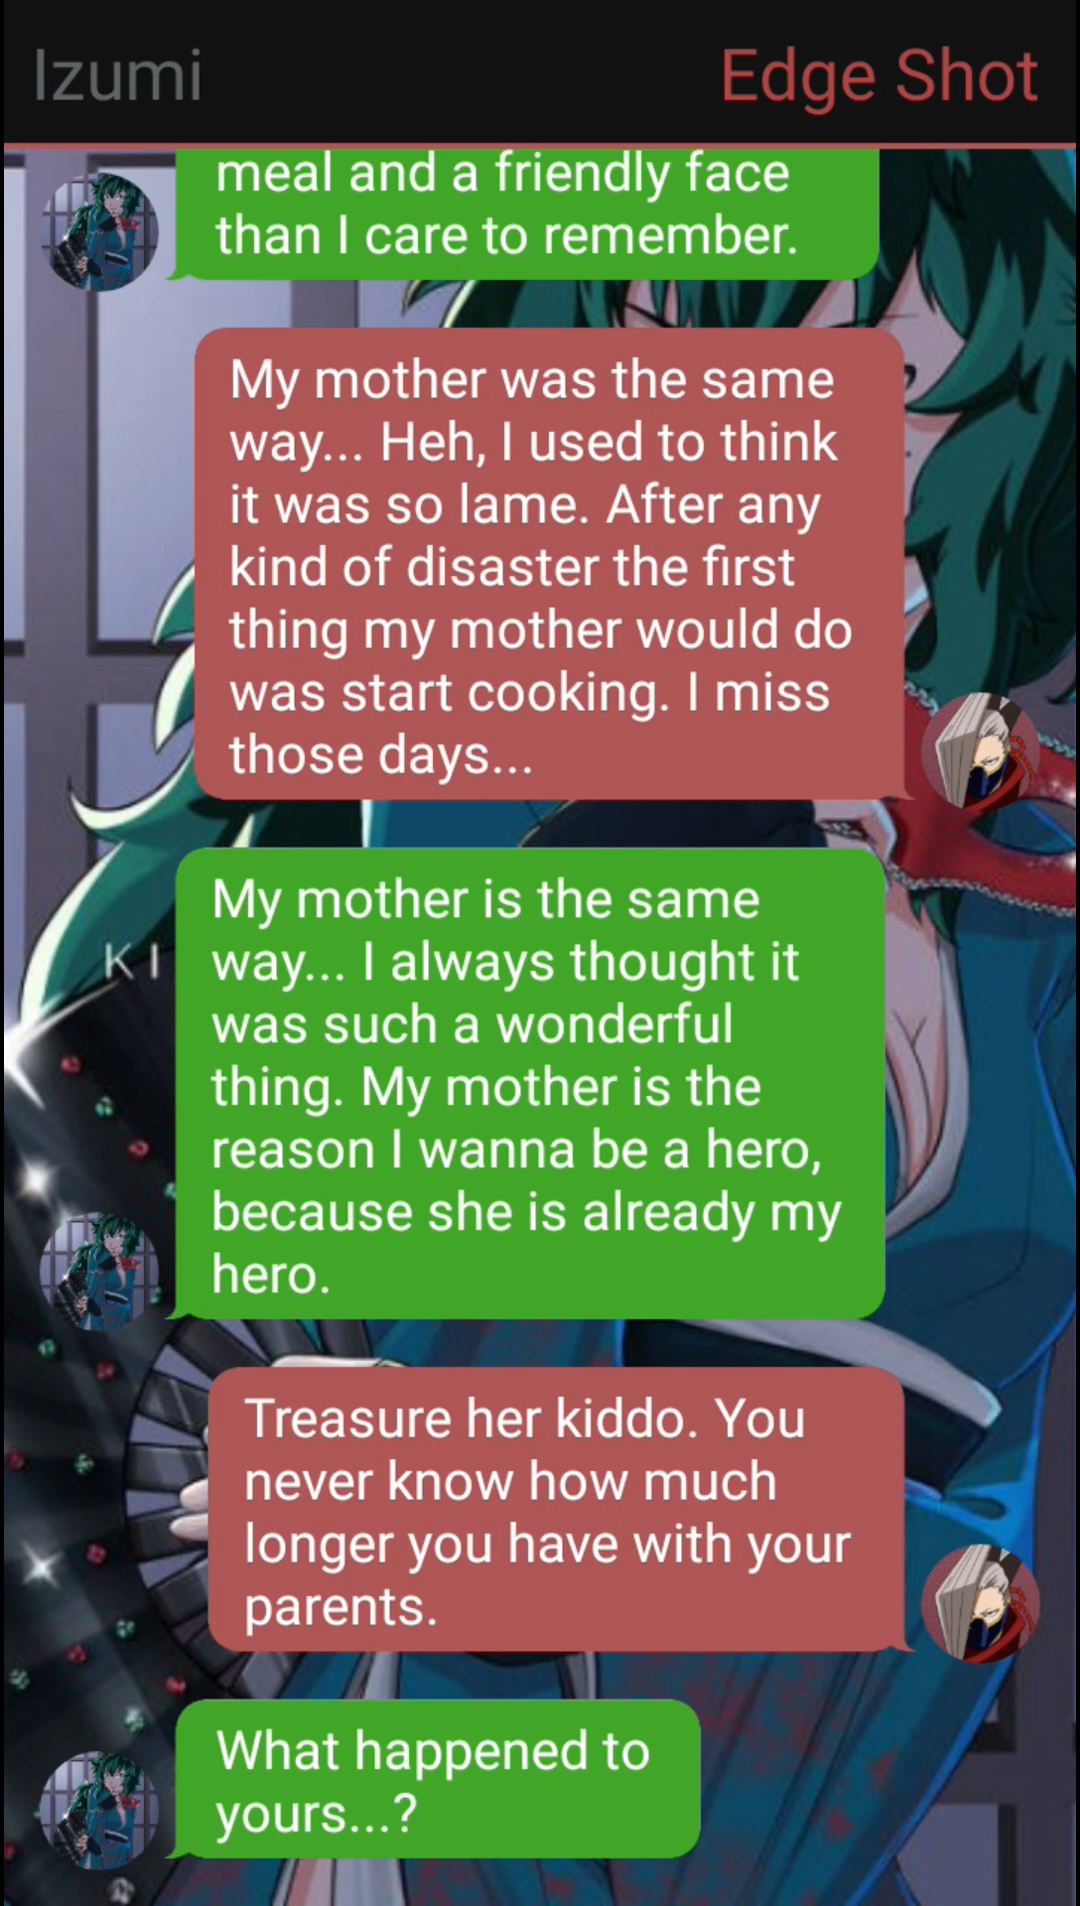 Izumi
Edge Shot
meal and a friendly face
than I care to remember.
My mother was the same
way... Heh, I used to think
it was so lame. After any
kind of disaster the first
thing my mother would do
was start cooking. I miss
those days...
My mother is the same
way... I always thought it
was such a wonderful
thing. My mother is the
reason I wanna be a hero,
because she is already my
hero.
KI
Treasure her kiddo. You
never know how much
longer you have with your
parents.
What happened to
yours...?